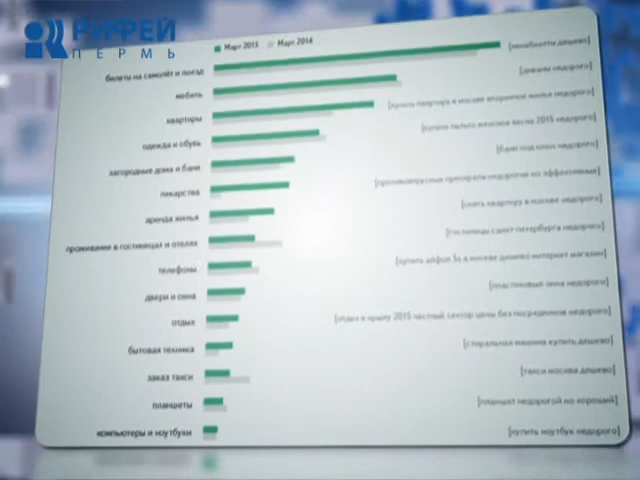 РИФЕЙ
ПЕРМЬ
Март 2015 Март 2014
билеты на самолёт и поезд [авиабилеты дешево]
мебель [диваны недорого]
квартиры [купить квартиру в москве вторичное жилье недорого]
одежда и обувь [купить пальто женское весна 2015 недорого]
загородные дома и бани [баня под ключ недорого]
лекарства [противовирусные препараты недорогие но эффективные]
аренда жилья [снять квартиру в москве недорого]
проживание в гостиницах и отелях [гостиницы санкт-петербурга недорого]
телефоны [купить айфон 5s в москве дешево интернет магазин]
двери и окна [пластиковые окна недорого]
отдых [отдых в крыму 2015 частный сектор цены без посредников недорого]
бытовая техника [стиральная машина купить дешево]
заказ такси [такси москва дешево]
планшеты [планшет недорогой но хороший]
компьютеры и ноутбуки [купить ноутбук недорого]